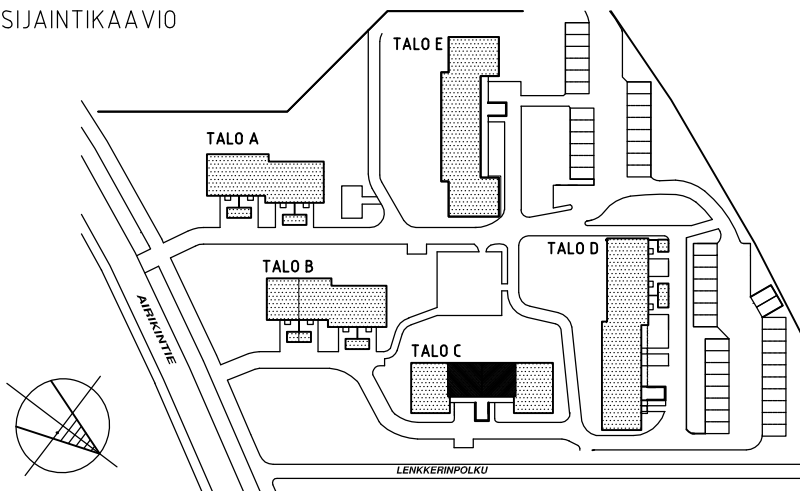 SIJAINTIKAAVIO
TALO E
TALO A
TALO D
TALO B
AIRIKINTIE
TALO C
LENKKERINPOLKU